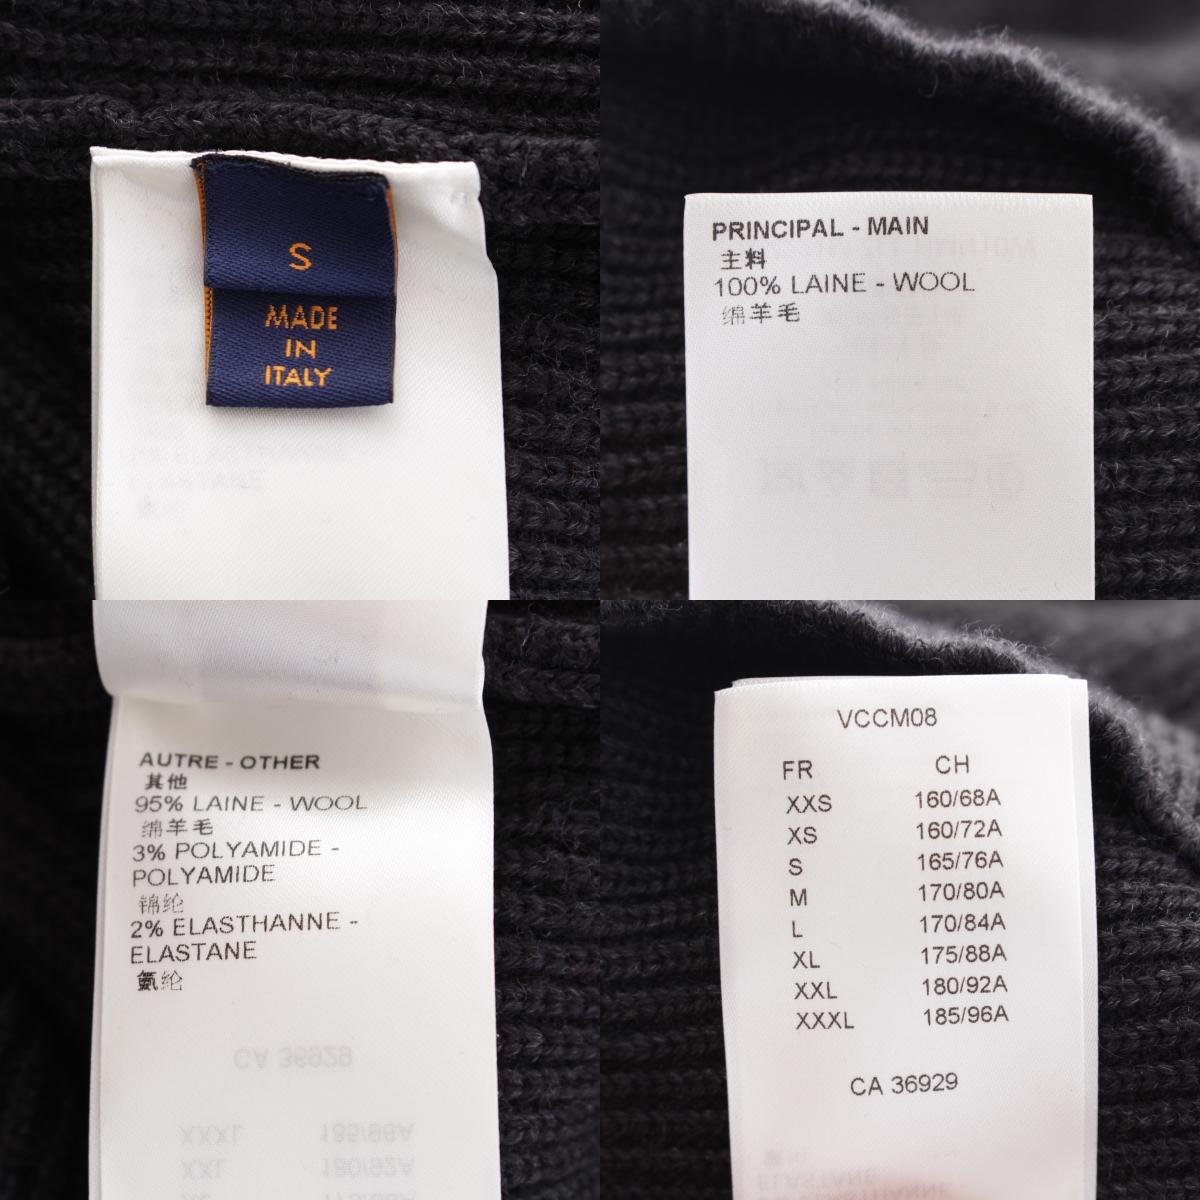 S
MADE
IN
ITALY
PRINCIPAL - MAIN
主料
100% LAINE - WOOL
绵羊毛
AUTRE - OTHER
其他
95% LAINE - WOOL
绵羊毛
3% POLYAMIDE -
POLYAMIDE
锦纶
2% ELASTHANNE -
ELASTANE
氨纶
VCCM08
FR CH
XXS 160/68A
XS 160/72A
S 165/76A
M 170/80A
L 170/84A
XL 175/88A
XXL 180/92A
XXXL 185/96A
CA 36929